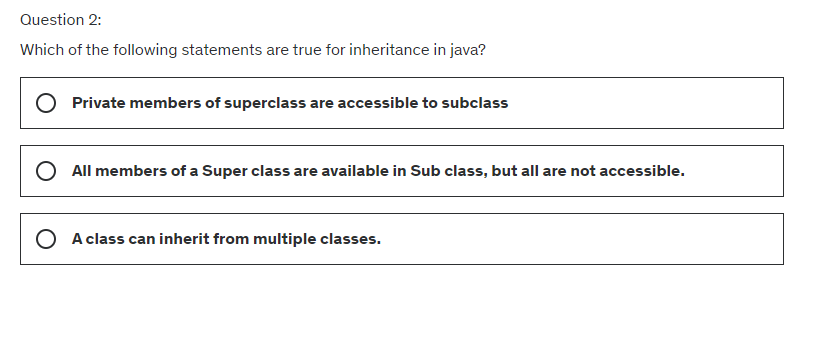 Question 2:
Which of the following statements are true for inheritance in java?
Private members of superclass are accessible to subclass
All members of a Super class are available in Sub class, but all are not accessible.
A class can inherit from multiple classes.